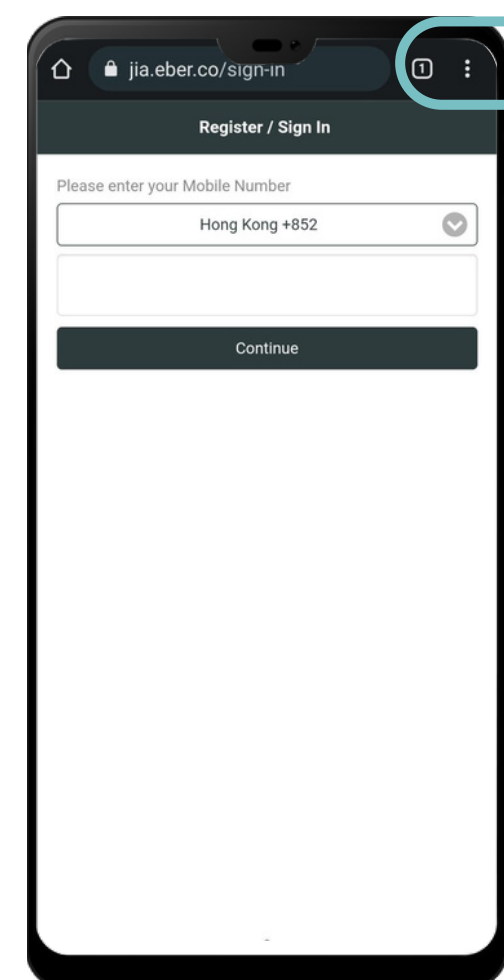 jia.eber.co/sign-in
1
Register / Sign In
Please enter your Mobile Number
Hong Kong +852
Continue